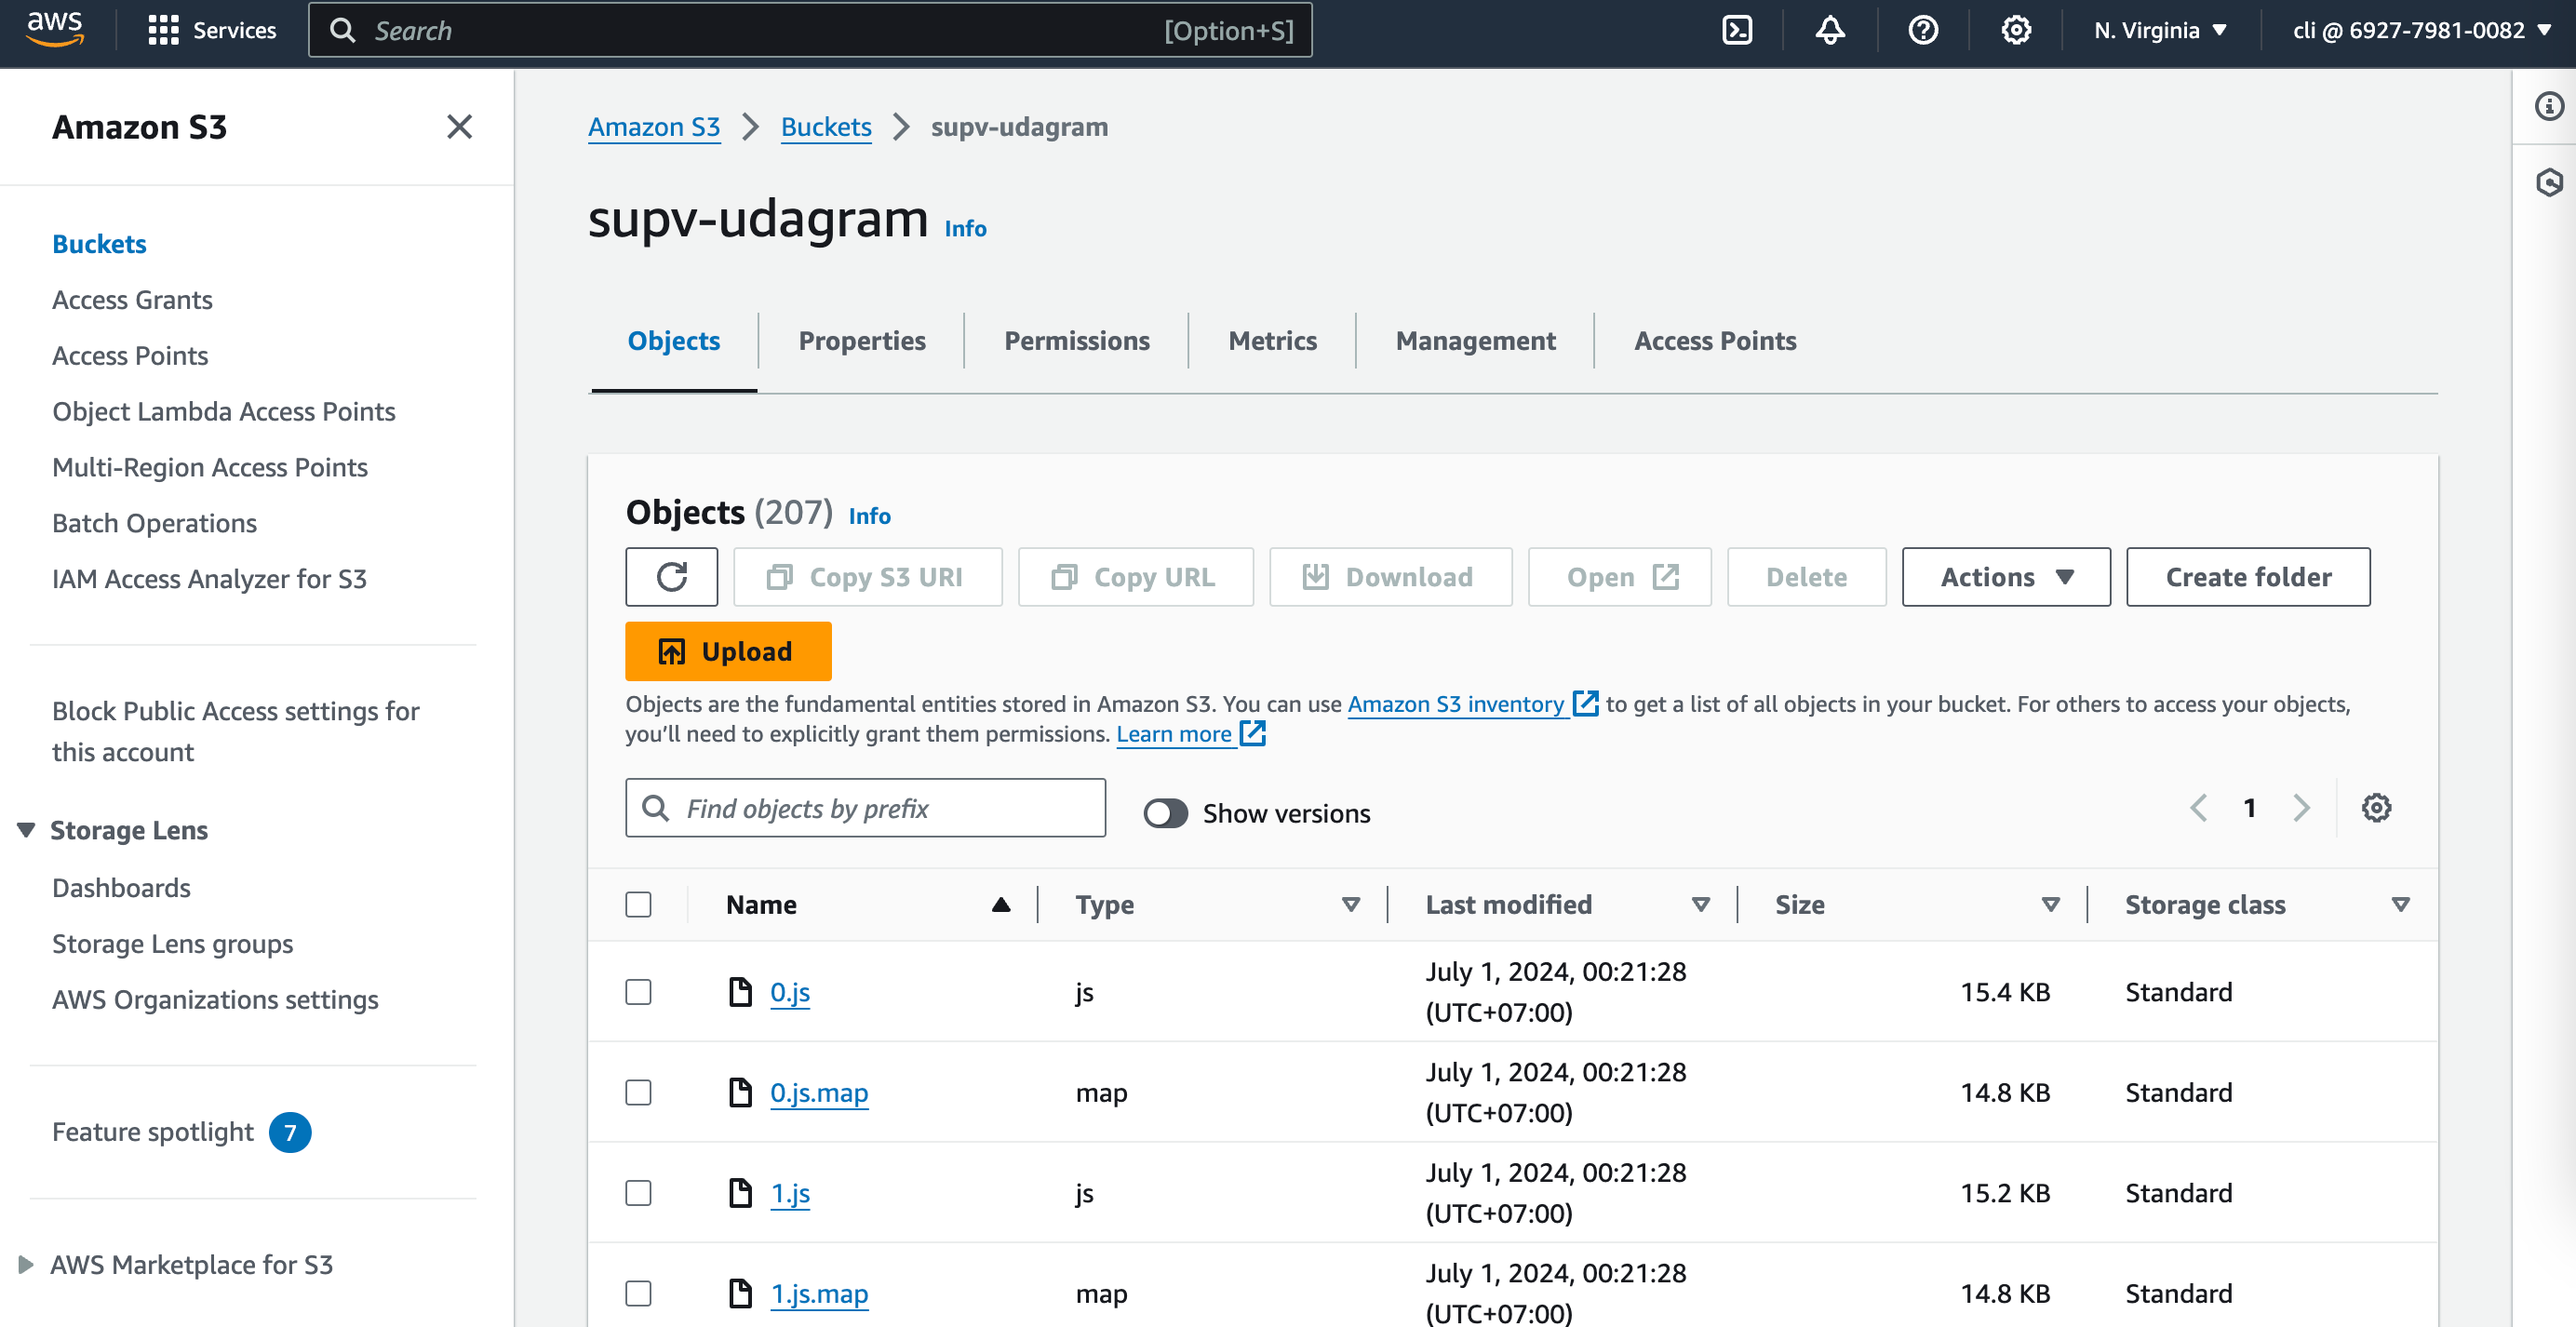 aws
Services
Search
[Option+S]
N. Virginia
cli @ 6927-7981-0082
Amazon S3
Buckets
Access Grants
Access Points
Object Lambda Access Points
Multi-Region Access Points
Batch Operations
IAM Access Analyzer for S3
Block Public Access settings for
this account
Storage Lens
Dashboards
Storage Lens groups
AWS Organizations settings
Feature spotlight 7
AWS Marketplace for S3
Amazon S3 > Buckets > supv-udagram
supv-udagram Info
Objects
Properties
Permissions
Metrics
Management
Access Points
Objects (207) Info
Copy S3 URI
Copy URL
Download
Open
Delete
Actions
Create folder
Upload
Objects are the fundamental entities stored in Amazon S3. You can use Amazon S3 inventory to get a list of all objects in your bucket. For others to access your objects,
you’ll need to explicitly grant them permissions. Learn more
Find objects by prefix
Show versions
1
Name
Type
Last modified
Size
Storage class
0.js
js
July 1, 2024, 00:21:28
(UTC+07:00)
15.4 KB
Standard
0.js.map
map
July 1, 2024, 00:21:28
(UTC+07:00)
14.8 KB
Standard
1.js
js
July 1, 2024, 00:21:28
(UTC+07:00)
15.2 KB
Standard
1.js.map
map
July 1, 2024, 00:21:28
(UTC+07:00)
14.8 KB
Standard